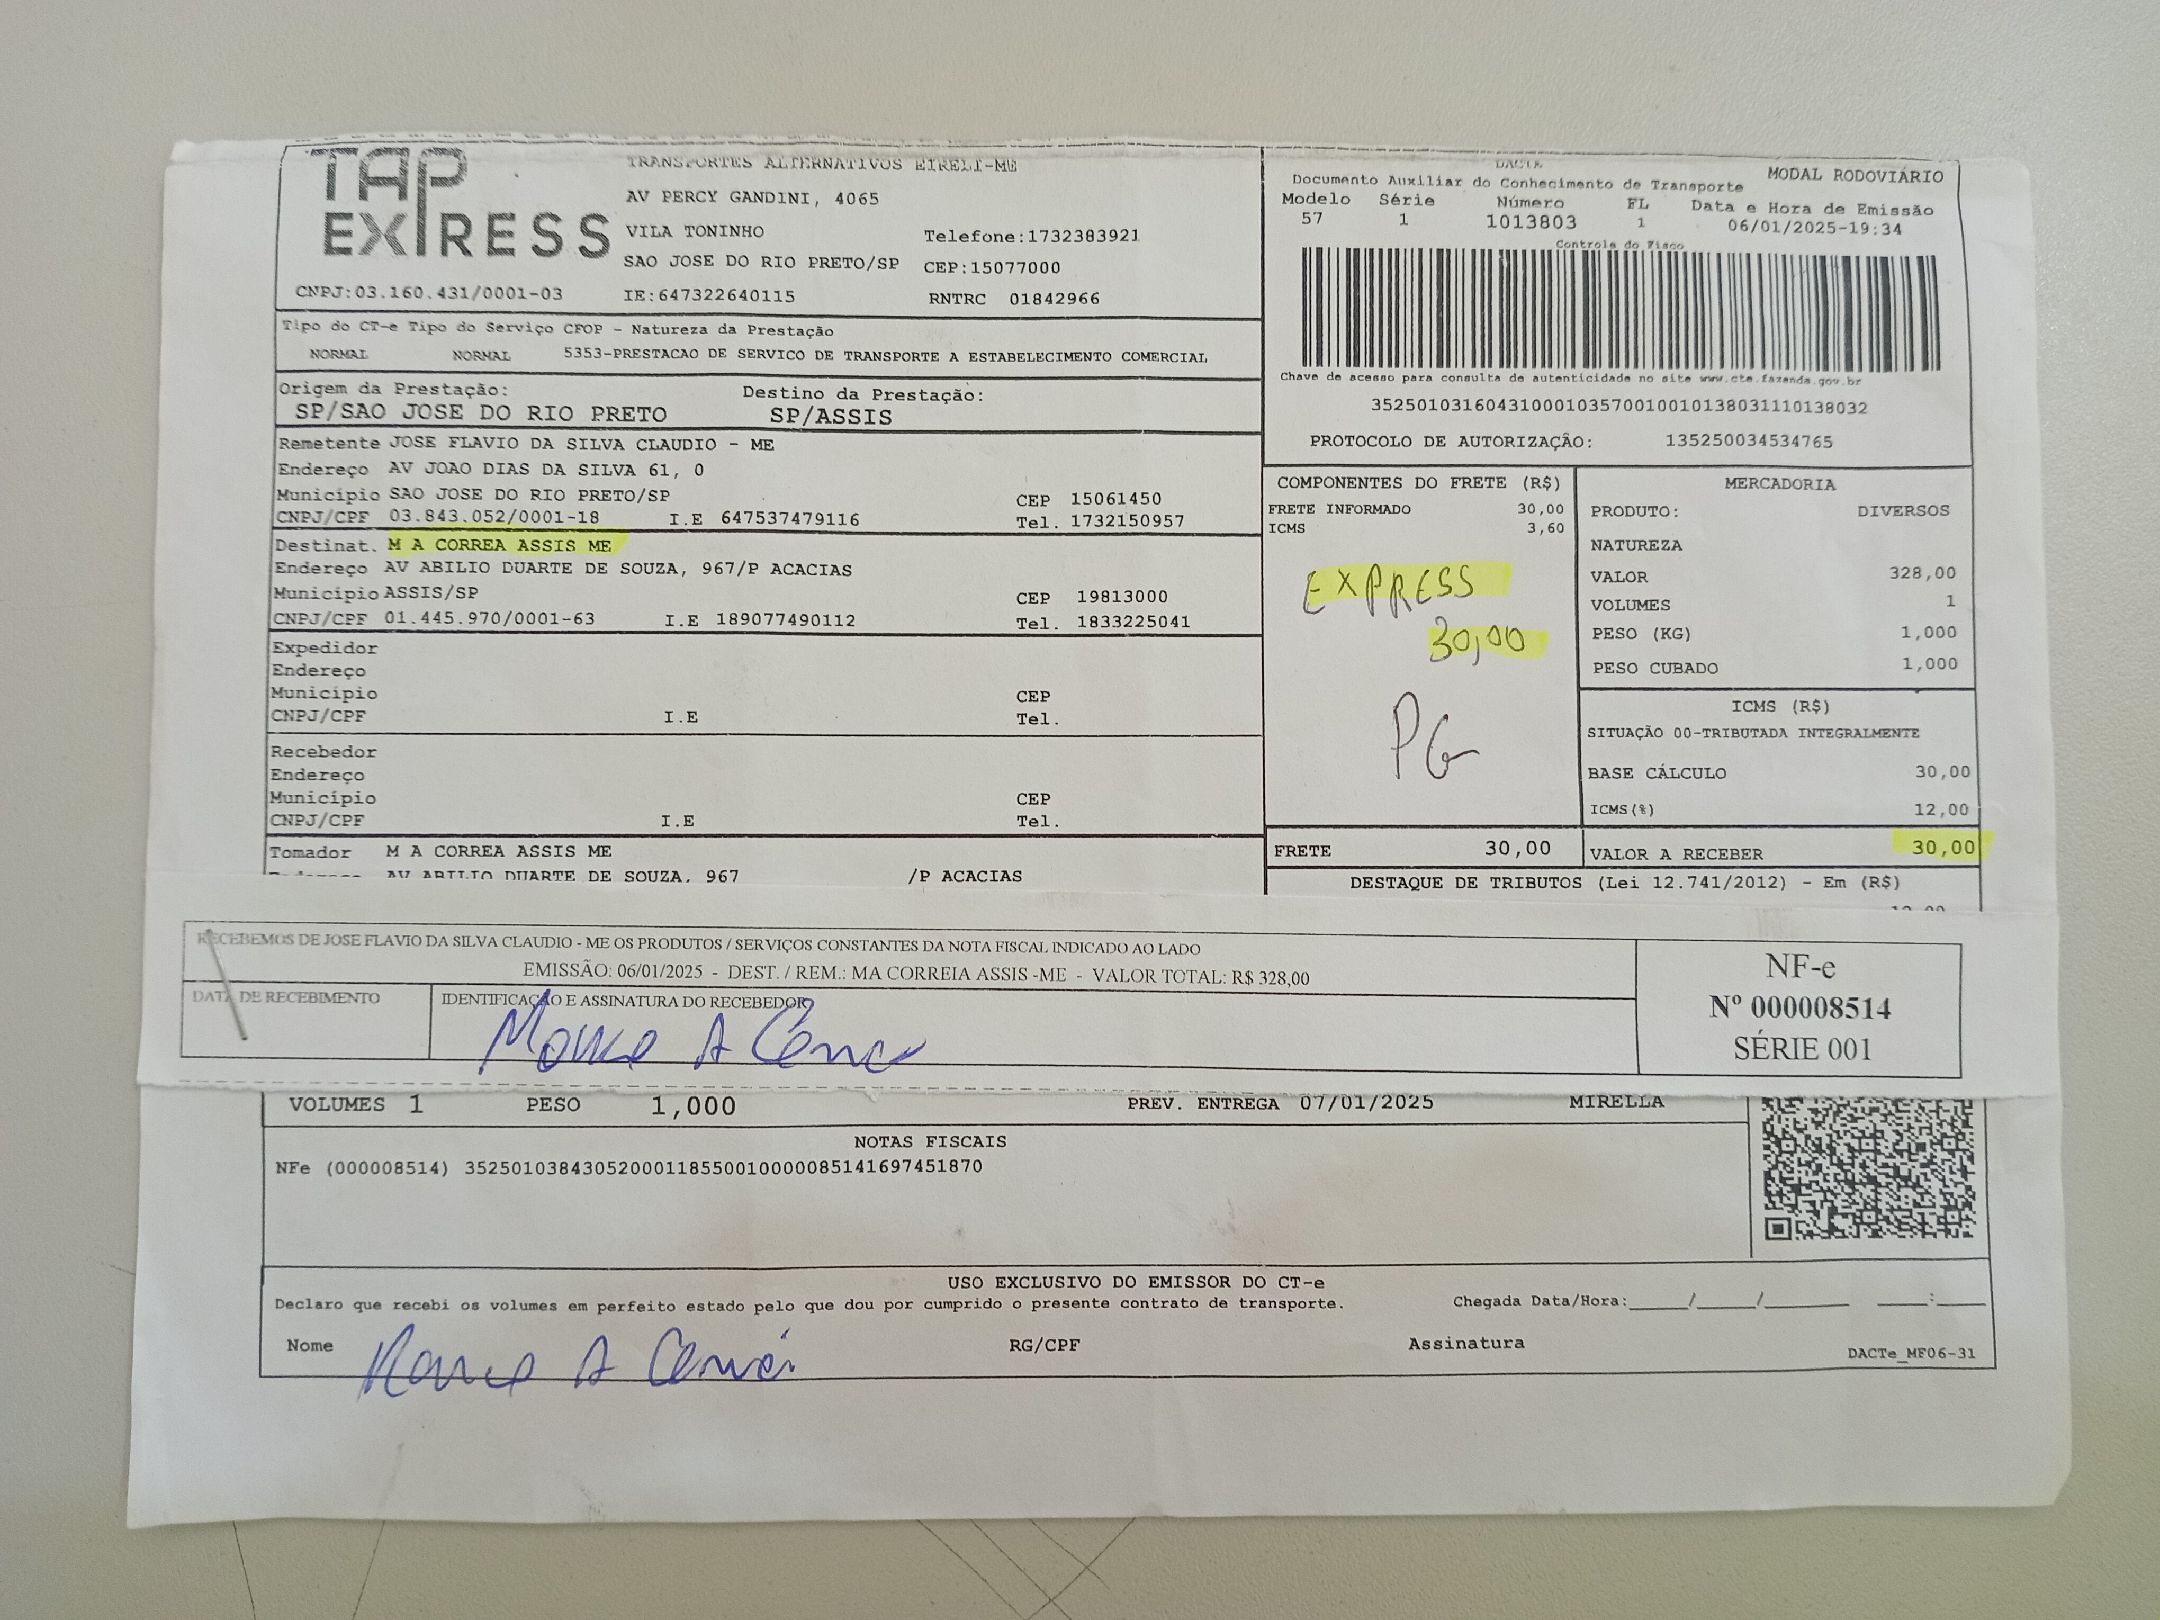 TAP
EXPRESS
TRANSPORTES ALTERNATIVOS EIRELI-ME
AV PERCY GANDINI, 4065
VILA TONINHO Telefone:1732383921
SAO JOSE DO RIO PRETO/SP CEP:15077000
CNPJ:03.160.431/0001-03 IE:647322640115 RNTRC 01842966
DACTE
Documento Auxiliar do Conhecimento de Transporte MODAL RODOVIÁRIO
Modelo Série Número FL Data e Hora de Emissão
57 1 1013803 1 06/01/2025-19:34
Controle do Fisco
Chave de acesso para consulta de autenticidade no site www.cte.fazenda.gov.br
35250103160431000103570010010138031110138032
PROTOCOLO DE AUTORIZAÇÃO: 135250034534765
Tipo do CT-e Tipo do Serviço CFOP - Natureza da Prestação
NORMAL NORMAL 5353-PRESTACAO DE SERVICO DE TRANSPORTE A ESTABELECIMENTO COMERCIAL
Origem da Prestação: Destino da Prestação:
SP/SAO JOSE DO RIO PRETO SP/ASSIS
Remetente JOSE FLAVIO DA SILVA CLAUDIO - ME
Endereço AV JOAO DIAS DA SILVA 61, 0
Município SAO JOSE DO RIO PRETO/SP CEP 15061450
CNPJ/CPF 03.843.052/0001-18 I.E 647537479116 Tel. 1732150957
Destinat. M A CORREA ASSIS ME
Endereço AV ABILIO DUARTE DE SOUZA, 967/P ACACIAS
Município ASSIS/SP CEP 19813000
CNPJ/CPF 01.445.970/0001-63 I.E 189077490112 Tel. 1833225041
Expedidor
Endereço
Município CEP
CNPJ/CPF I.E Tel.
Recebedor
Endereço
Município CEP
CNPJ/CPF I.E Tel.
Tomador M A CORREA ASSIS ME
Endereço AV ABILIO DUARTE DE SOUZA, 967 /P ACACIAS
COMPONENTES DO FRETE (R$)
FRETE INFORMADO 30,00
ICMS 3,60
EXPRESS
30,00
PG
FRETE 30,00
MERCADORIA
PRODUTO: DIVERSOS
NATUREZA
VALOR 328,00
VOLUMES 1
PESO (KG) 1,000
PESO CUBADO 1,000
ICMS (R$)
SITUAÇÃO 00-TRIBUTADA INTEGRALMENTE
BASE CÁLCULO 30,00
ICMS(%) 12,00
VALOR A RECEBER 30,00
DESTAQUE DE TRIBUTOS (Lei 12.741/2012) - Em (R$)
RECEBEMOS DE JOSE FLAVIO DA SILVA CLAUDIO - ME OS PRODUTOS / SERVIÇOS CONSTANTES DA NOTA FISCAL INDICADO AO LADO
EMISSÃO: 06/01/2025 - DEST. / REM.: MA CORREIA ASSIS -ME - VALOR TOTAL: R$ 328,00
DATA DE RECEBIMENTO IDENTIFICAÇÃO E ASSINATURA DO RECEBEDOR
NF-e
Nº 000008514
SÉRIE 001
VOLUMES 1 PESO 1,000 PREV. ENTREGA 07/01/2025 MIRELLA
NOTAS FISCAIS
NFe (000008514) 35250103843052000118550010000085141697451870
USO EXCLUSIVO DO EMISSOR DO CT-e
Declaro que recebi os volumes em perfeito estado pelo que dou por cumprido o presente contrato de transporte. Chegada Data/Hora:____/____/______ ___:___
Nome RG/CPF Assinatura
DACTe_MF06-31